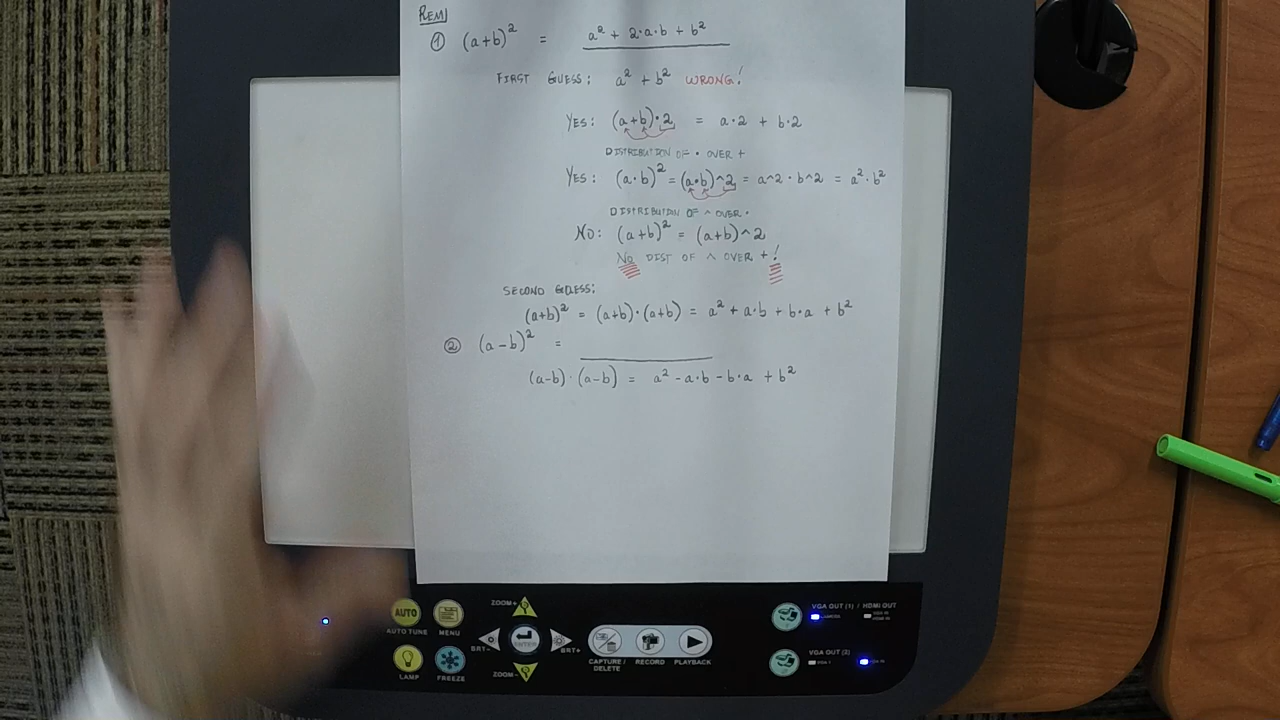 REM
① (a+b)² = a² + 2·a·b + b²
FIRST GUESS: a² + b² WRONG!
YES: (a+b)·2 = a·2 + b·2
DISTRIBUTION OF · OVER +
YES: (a·b)² = (a·b)^2 = a^2 · b^2 = a²·b²
DISTRIBUTION OF ^ OVER ·
NO: (a+b)² = (a+b)^2
NO DIST OF ^ OVER +!
SECOND GUESS:
(a+b)² = (a+b)·(a+b) = a² + a·b + b·a + b²
② (a-b)² =
(a-b)·(a-b) = a² - a·b - b·a + b²
AUTO
AUTO TUNE
MENU
LAMP
FREEZE
ZOOM+
BRT-
ENTER
BRT+
ZOOM-
CAPTURE / DELETE
RECORD
PLAYBACK
VGA OUT (1) / HDMI OUT
VGA OUT (2)